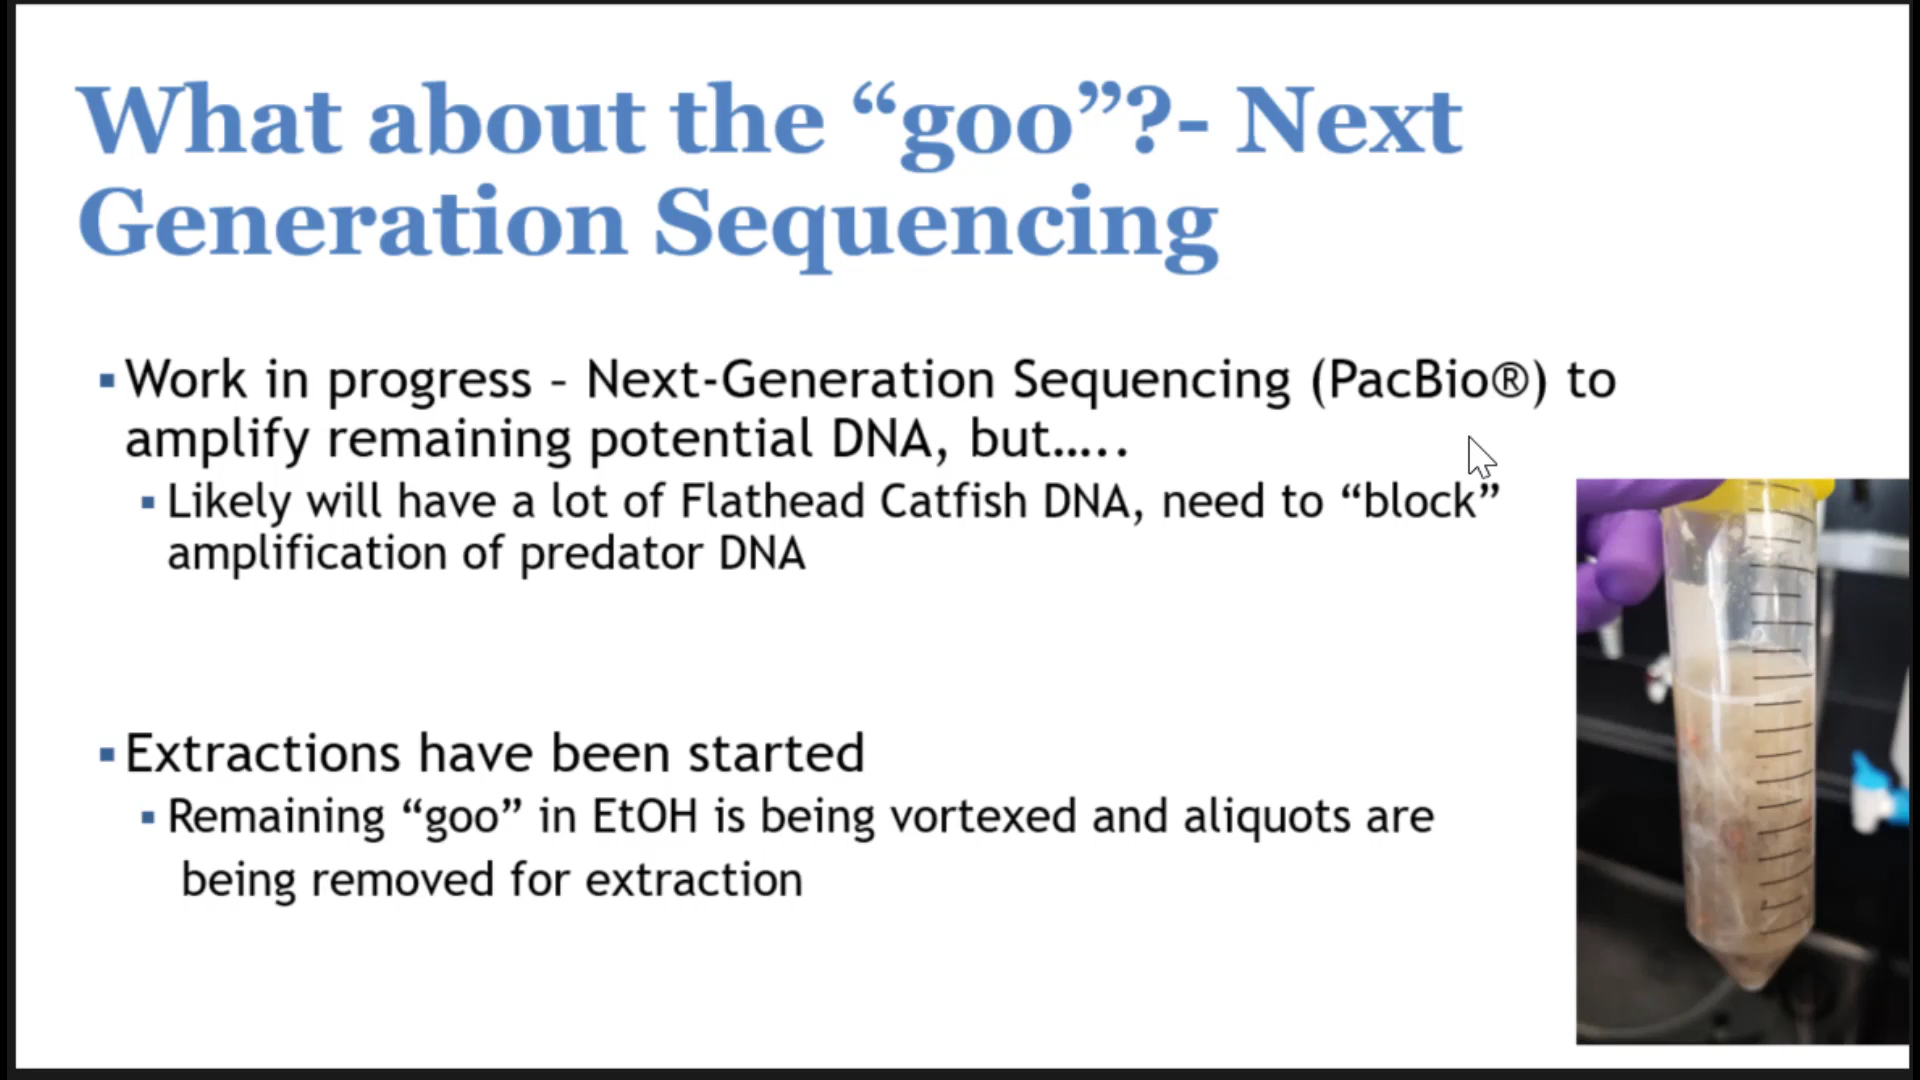 What about the “goo”?- Next
Generation Sequencing
▪Work in progress – Next-Generation Sequencing (PacBio®) to
amplify remaining potential DNA, but.....
▪Likely will have a lot of Flathead Catfish DNA, need to “block”
amplification of predator DNA
▪Extractions have been started
▪Remaining “goo” in EtOH is being vortexed and aliquots are
being removed for extraction